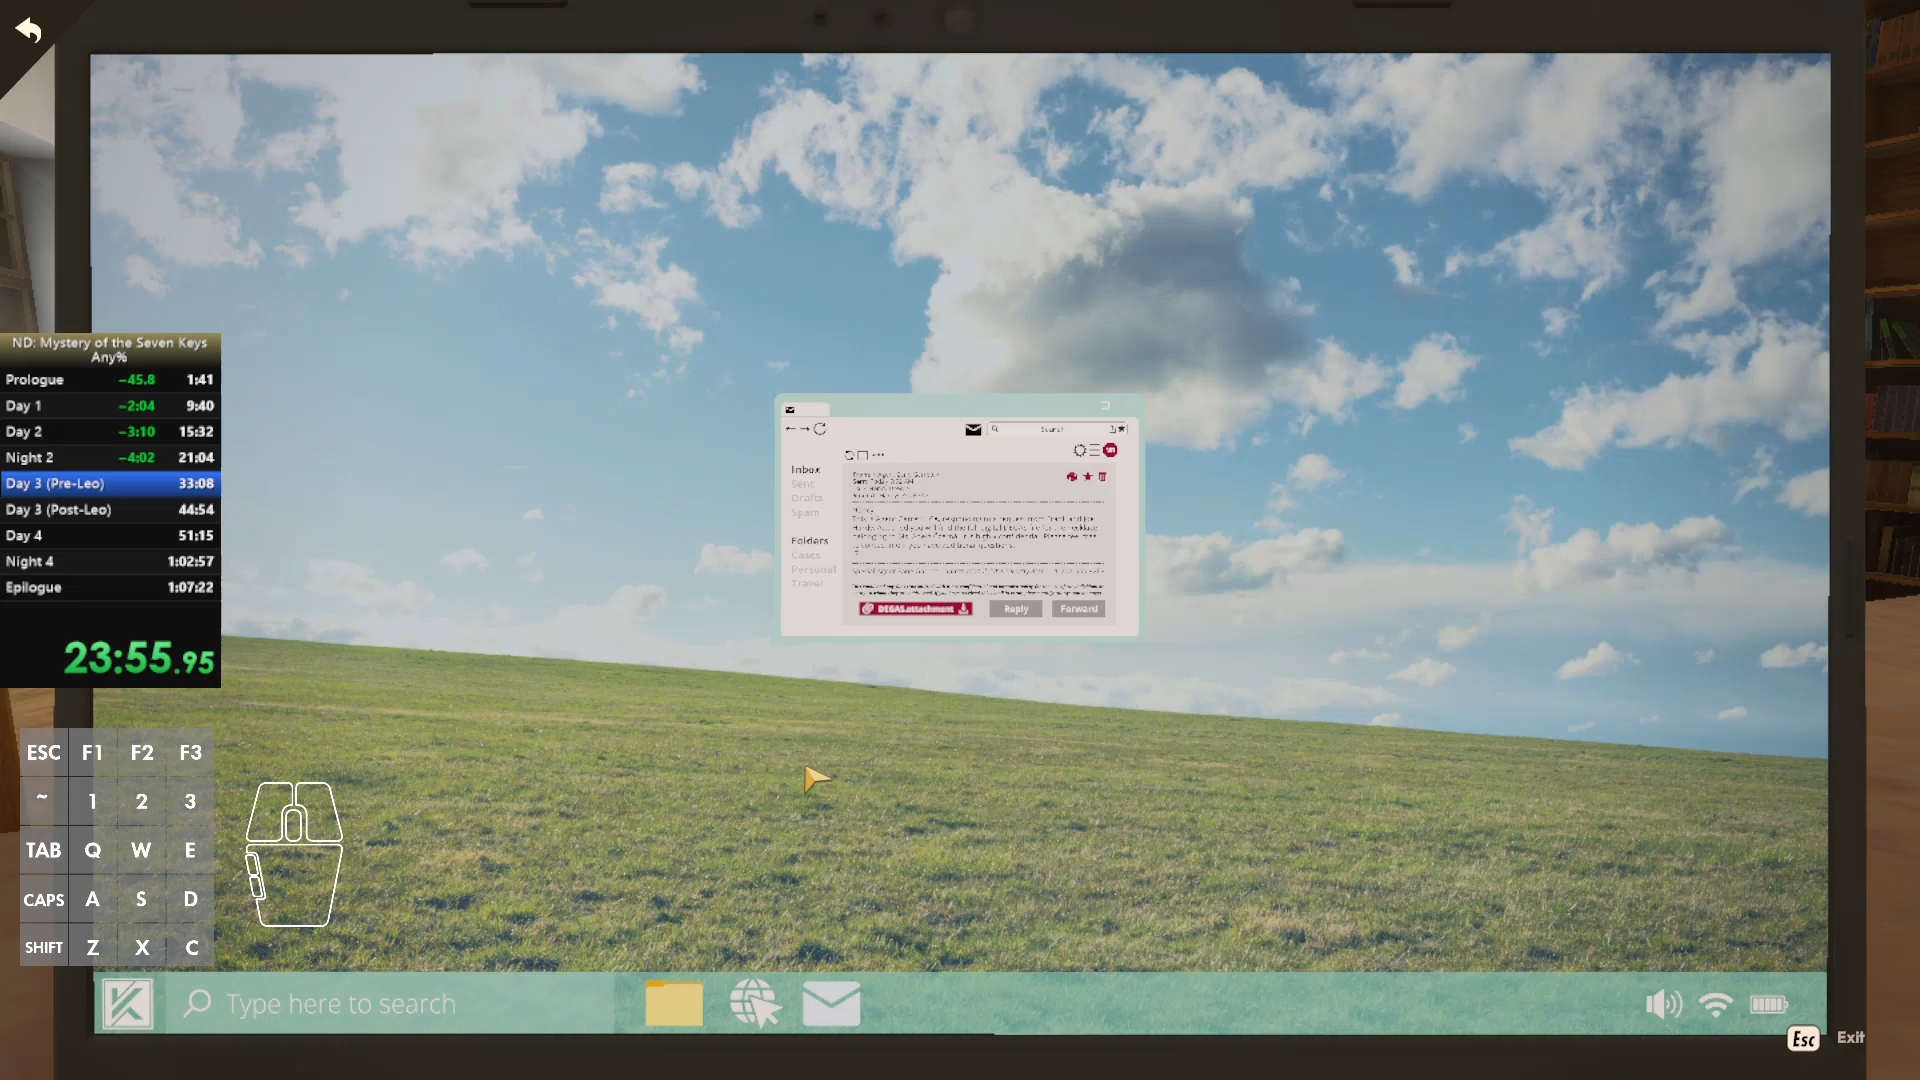 ND: Mystery of the Seven Keys
Any%
Prologue -45.8 1:41
Day 1 -2:04 9:40
Day 2 -3:10 15:32
Night 2 -4:02 21:04
Day 3 (Pre-Leo) 33:08
Day 3 (Post-Leo) 44:54
Day 4 51:15
Night 4 1:02:57
Epilogue 1:07:22
23:55.95
Search
Inbox
Sent
Drafts
Spam
Folders
Cases
Personal
Travel
Nancy
DEGAS.attachment
Reply
Forward
ESC F1 F2 F3
~ 1 2 3
TAB Q W E
CAPS A S D
SHIFT Z X C
Type here to search
Esc Exit